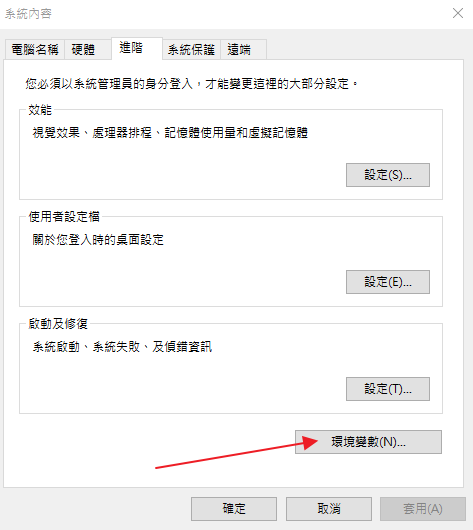 系統內容
電腦名稱 硬體 進階 系統保護 遠端
您必須以系統管理員的身分登入，才能變更這裡的大部分設定。
效能
視覺效果、處理器排程、記憶體使用量和虛擬記憶體
設定(S)...
使用者設定檔
關於您登入時的桌面設定
設定(E)...
啟動及修復
系統啟動、系統失敗、及偵錯資訊
設定(T)...
環境變數(N)...
確定 取消 套用(A)